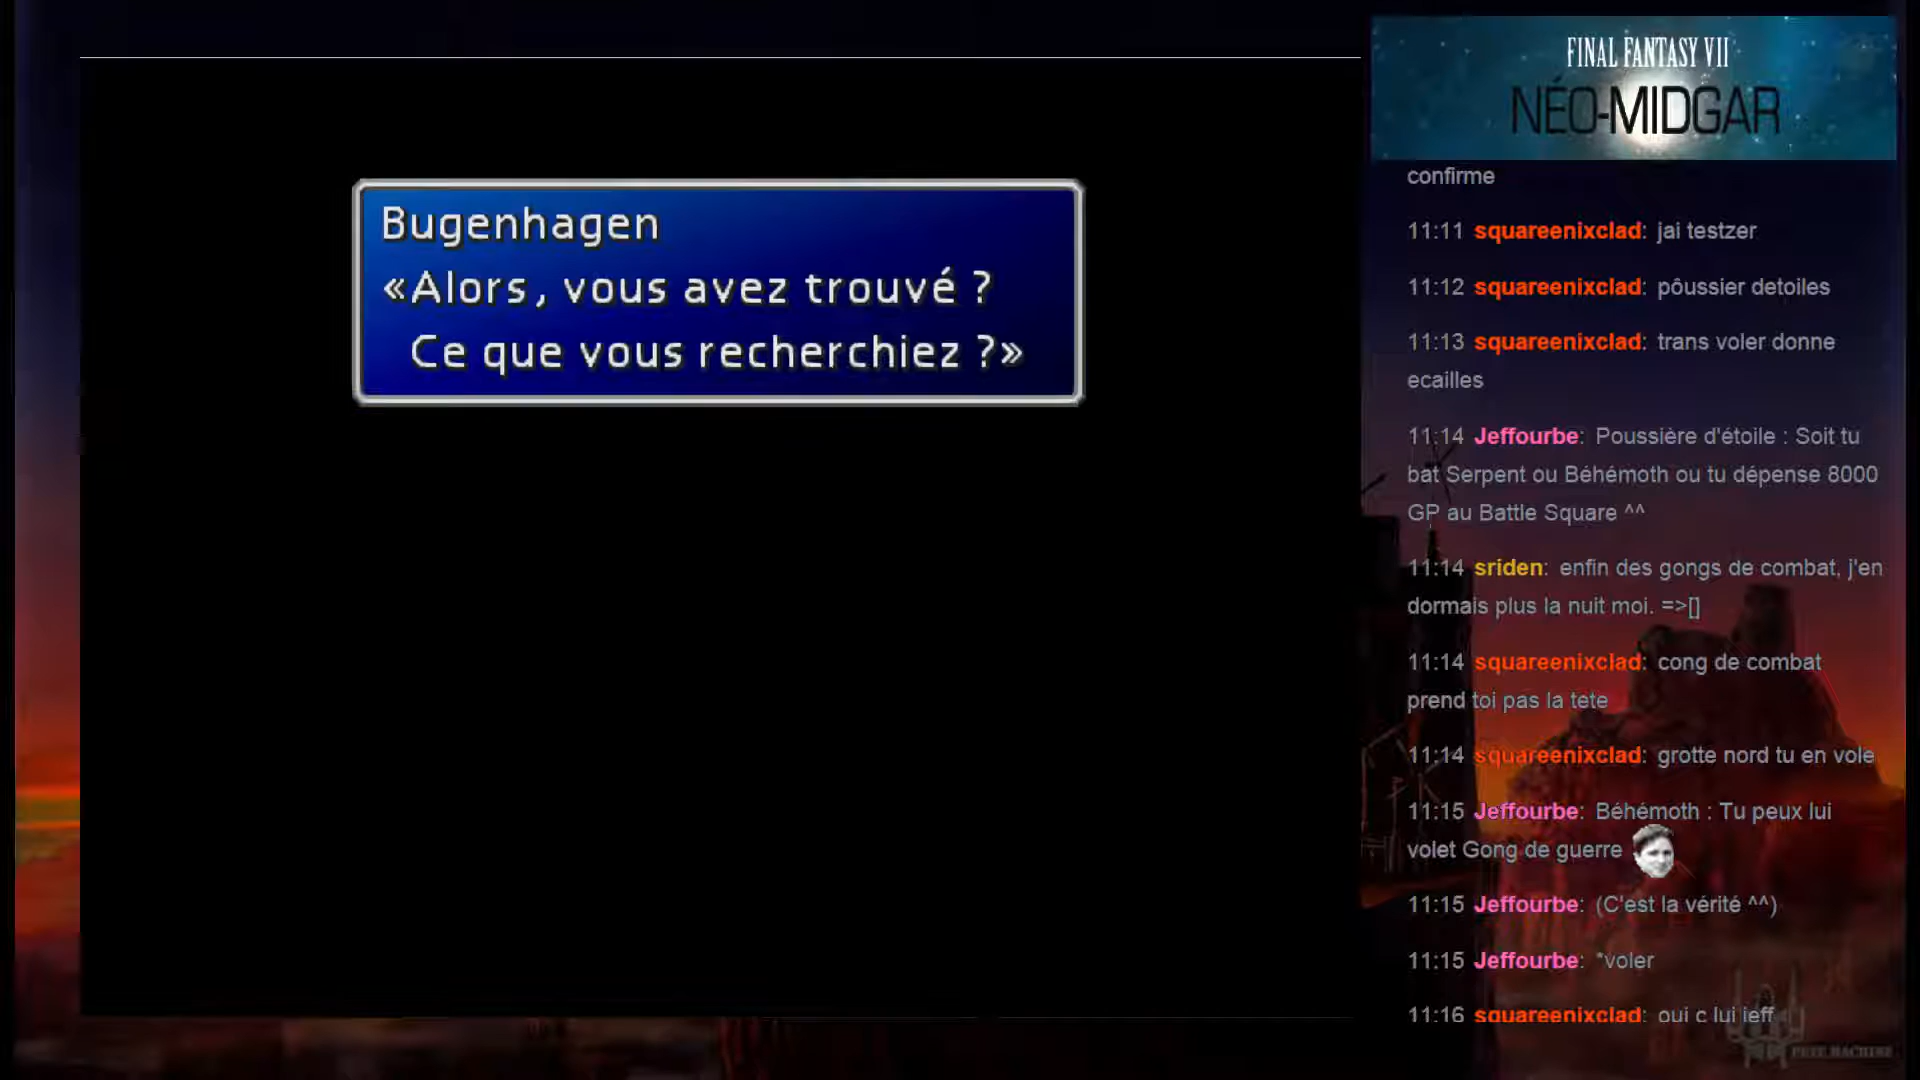 FINAL FANTASY VII
NÉO-MIDGAR
Bugenhagen
«Alors, vous avez trouvé ?
Ce que vous recherchiez ?»
confirme
11:11 squareenixclad: jai testzer
11:12 squareenixclad: pôussier detoiles
11:13 squareenixclad: trans voler donne
ecailles
11:14 Jeffourbe: Poussière d'étoile : Soit tu
bat Serpent ou Béhémoth ou tu dépense 8000
GP au Battle Square ^^
11:14 sriden: enfin des gongs de combat, j'en
dormais plus la nuit moi. =>[]
11:14 squareenixclad: cong de combat
prend toi pas la tete
11:14 squareenixclad: grotte nord tu en vole
11:15 Jeffourbe: Béhémoth : Tu peux lui
volet Gong de guerre
11:15 Jeffourbe: (C'est la vérité ^^)
11:15 Jeffourbe: *voler
11:16 squareenixclad: oui c lui jeff
PETE MACHINE